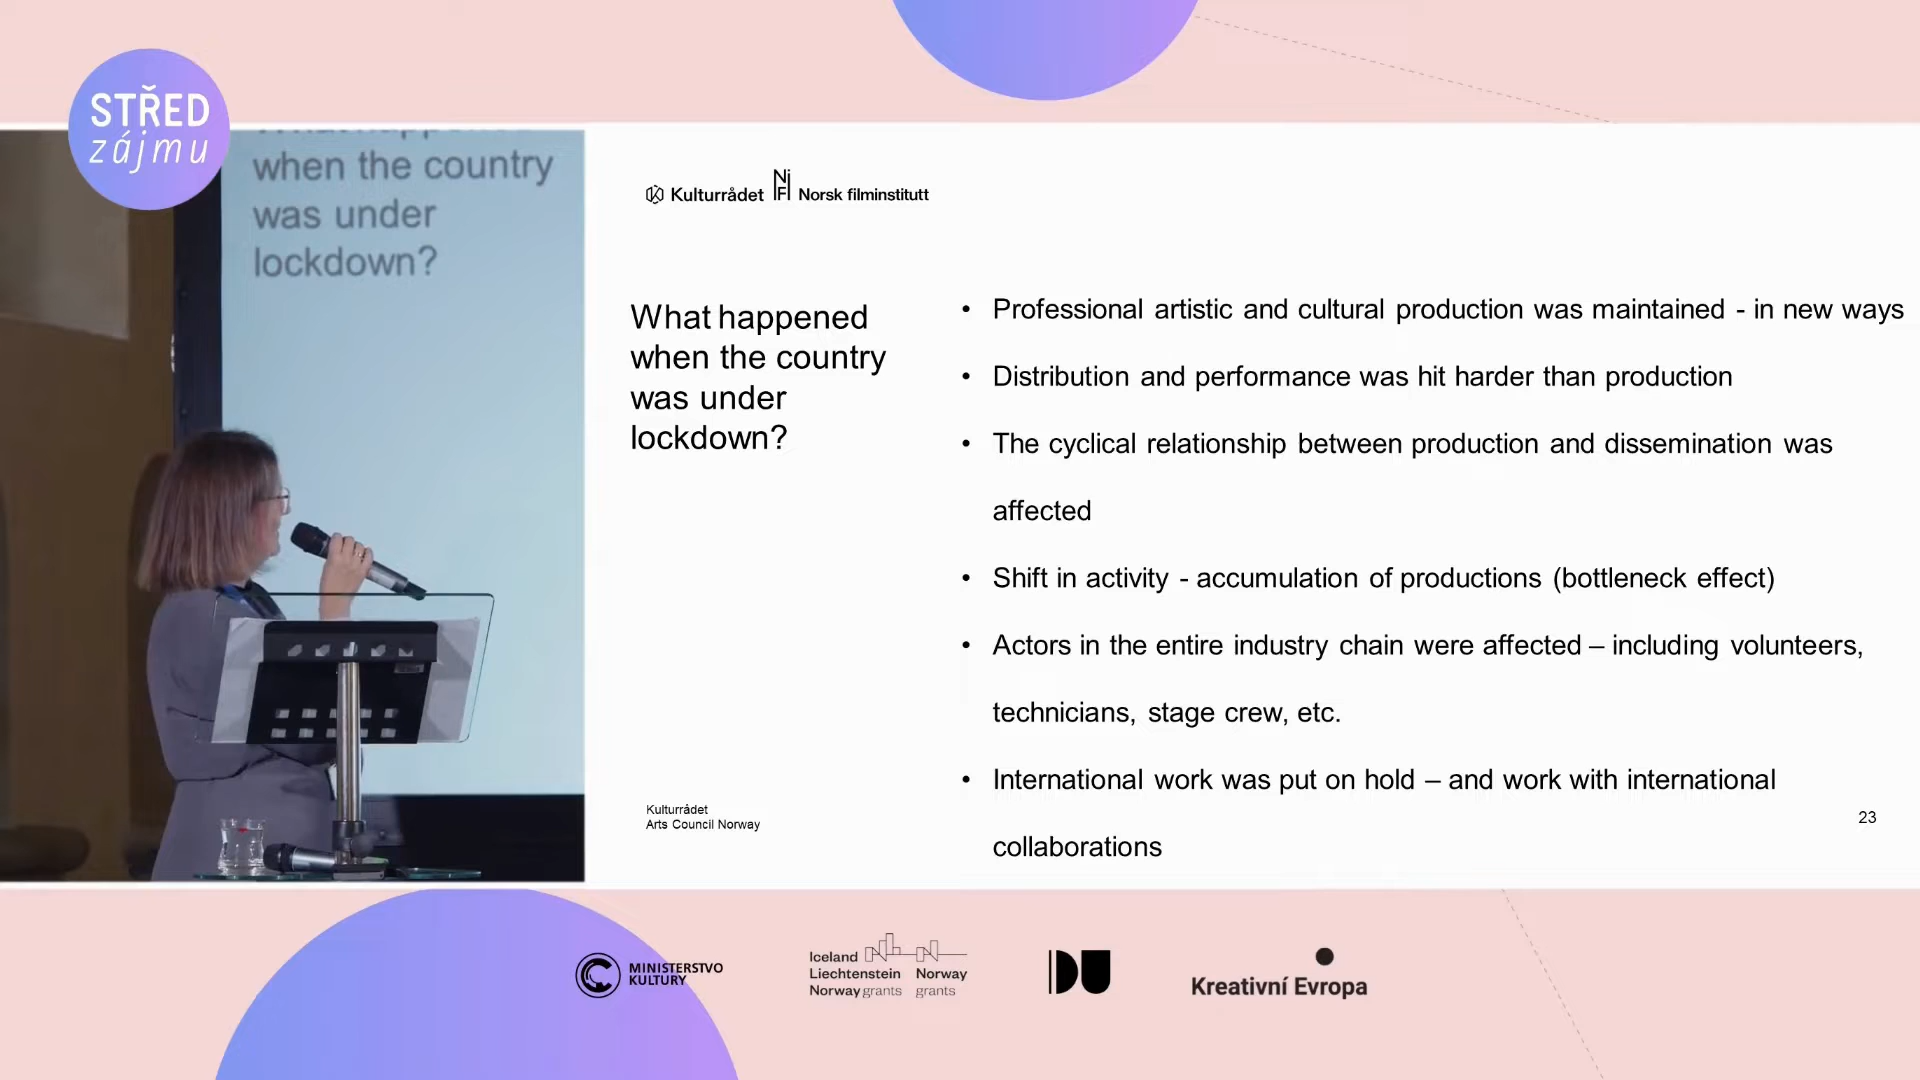 STŘED
zájmu
when the country
was under
lockdown?
Kulturrådet
NFI
Norsk filminstitutt
What happened
when the country
was under
lockdown?
• Professional artistic and cultural production was maintained - in new ways
• Distribution and performance was hit harder than production
• The cyclical relationship between production and dissemination was
affected
• Shift in activity - accumulation of productions (bottleneck effect)
• Actors in the entire industry chain were affected – including volunteers,
technicians, stage crew, etc.
• International work was put on hold – and work with international
collaborations
Kulturrådet
Arts Council Norway
23
MINISTERSTVO
KULTURY
Iceland
Liechtenstein
Norway grants
Norway
grants
DU
Kreativní Evropa